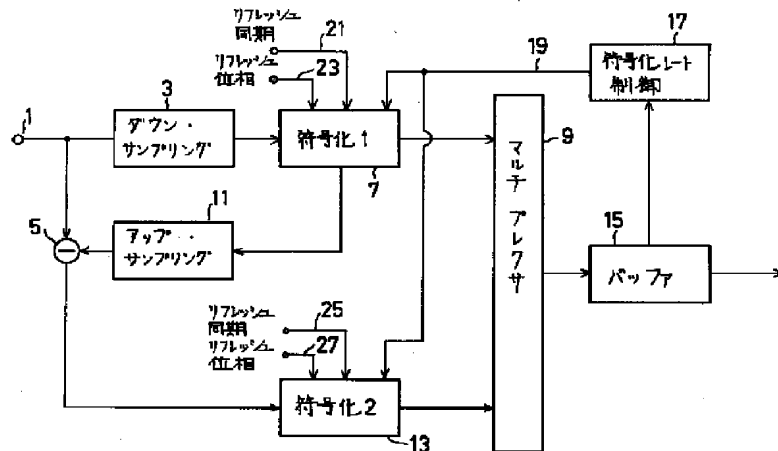 リフレッシュ
同期
21
リフレッシュ
位相
23
19
17
符号化レート
制御
1
3
ダウン・
サンプリング
符号化1
7
9
マルチプレクサー
5
11
アップ・
サンプリング
15
バッファ
リフレッシュ
同期
25
リフレッシュ
位相
27
符号化2
13